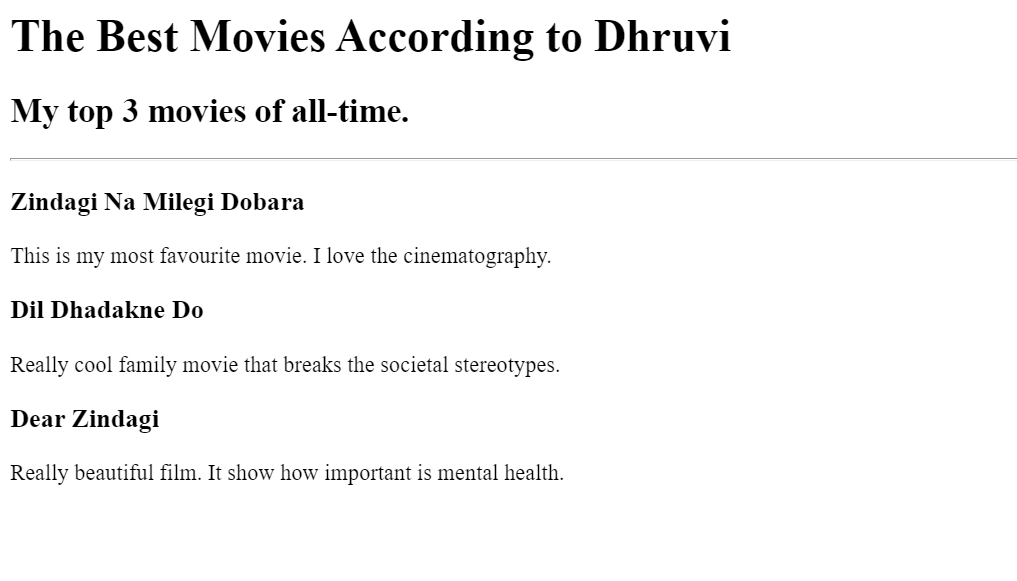 The Best Movies According to Dhruvi
My top 3 movies of all-time.
Zindagi Na Milegi Dobara
This is my most favourite movie. I love the cinematography.
Dil Dhadakne Do
Really cool family movie that breaks the societal stereotypes.
Dear Zindagi
Really beautiful film. It show how important is mental health.